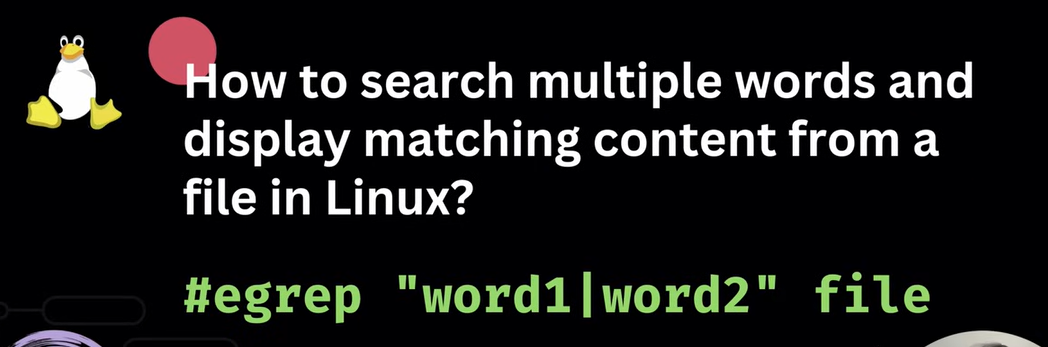 How to search multiple words and
display matching content from a
file in Linux?
#egrep "word1|word2" file